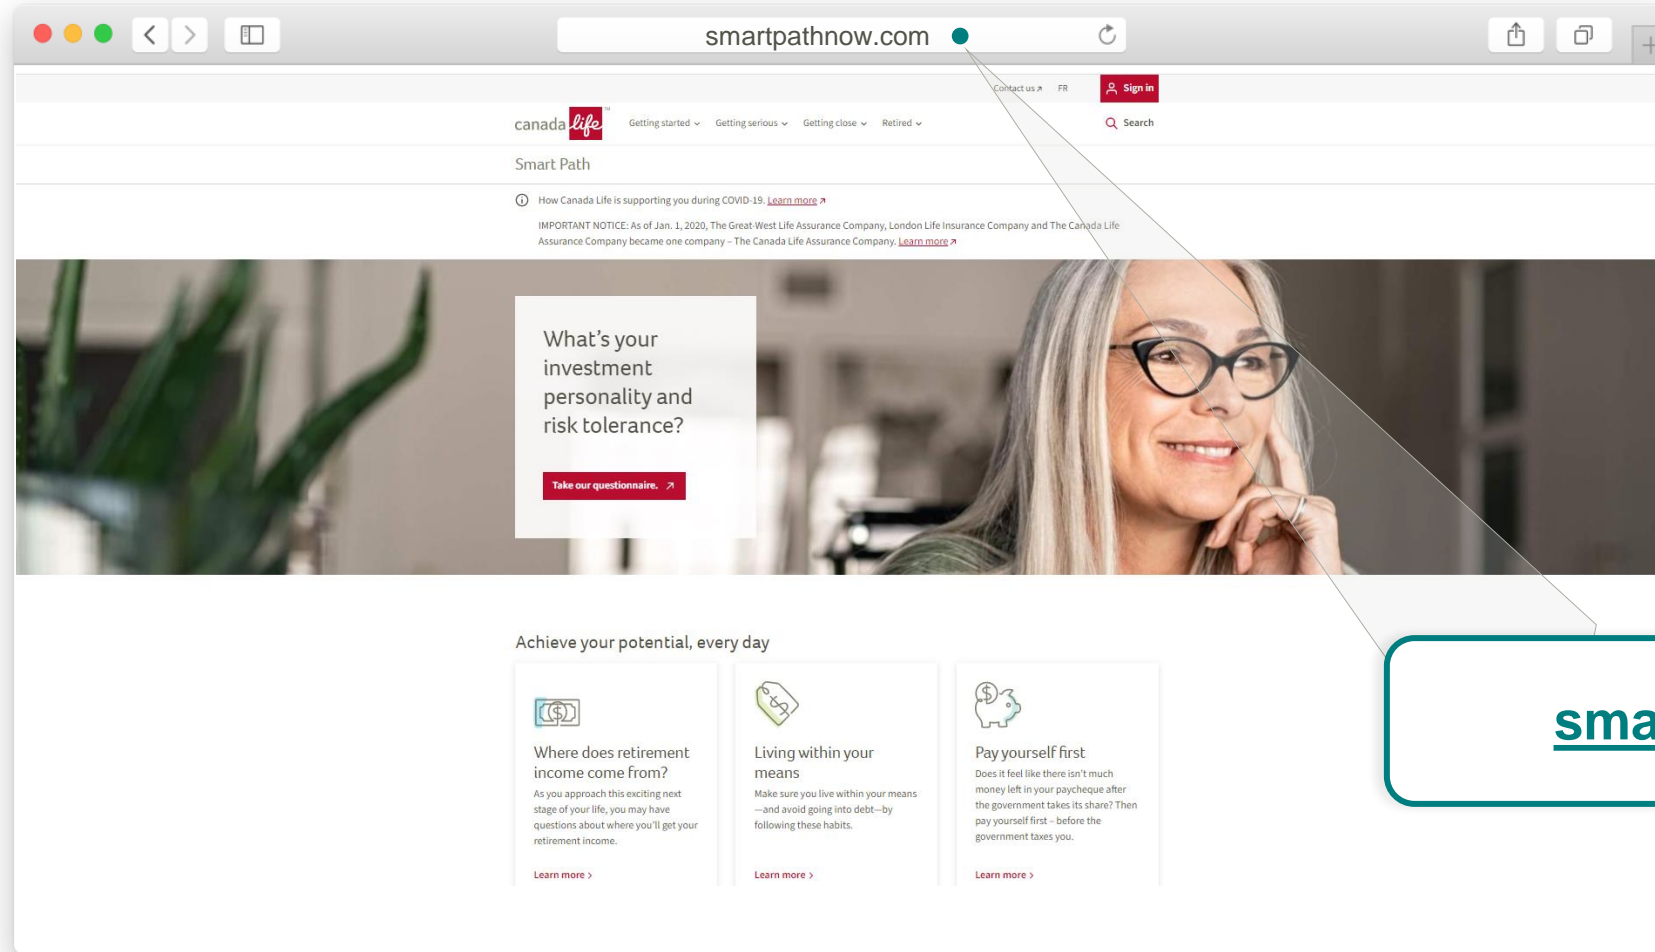 smartpathnow.com
Contact us FR Sign in
canada life™ Getting started Getting serious Getting close Retired Search
Smart Path
How Canada Life is supporting you during COVID-19. Learn more
IMPORTANT NOTICE: As of Jan. 1, 2020, The Great-West Life Assurance Company, London Life Insurance Company and The Canada Life
Assurance Company became one company – The Canada Life Assurance Company. Learn more
What's your
investment
personality and
risk tolerance?
Take our questionnaire.
Achieve your potential, every day
Where does retirement
income come from?
As you approach this exciting next
stage of your life, you may have
questions about where you'll get your
retirement income.
Learn more
Living within your
means
Make sure you live within your means
—and avoid going into debt—by
following these habits.
Learn more
Pay yourself first
Does it feel like there isn't much
money left in your paycheque after
the government takes its share? Then
pay yourself first – before the
government taxes you.
Learn more
sma